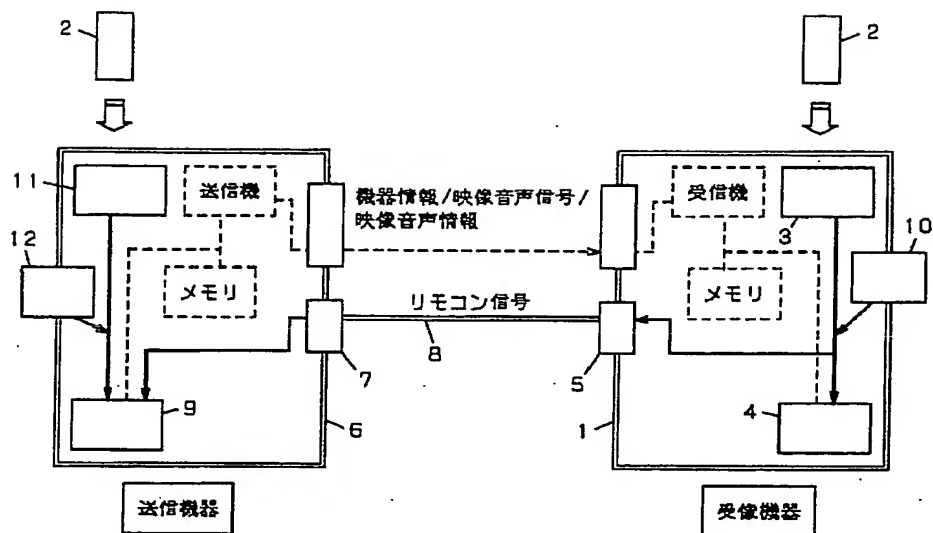 2
2
11
送信機
機器情報/映像音声信号/
映像音声情報
受信機
3
10
12
メモリ
メモリ
リモコン信号
8
7
5
9
6
1
4
送信機器
受像機器